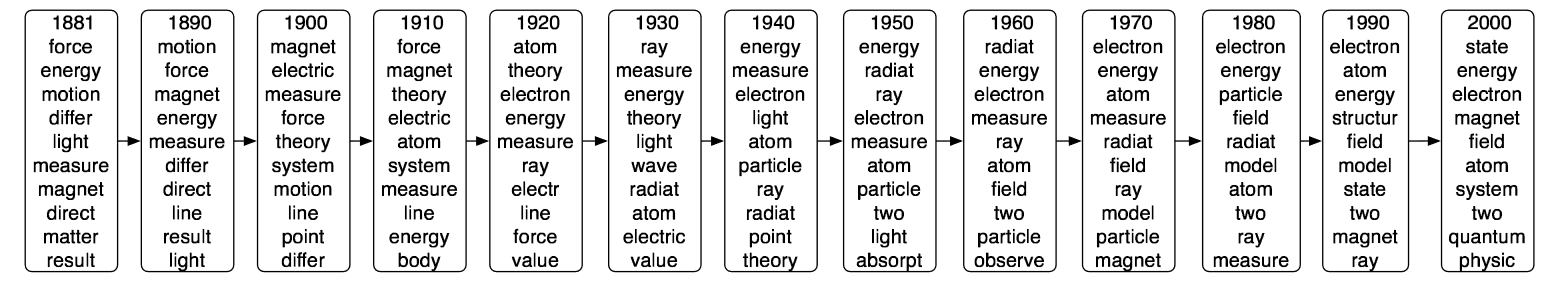 1881
force
energy
motion
differ
light
measure
magnet
direct
matter
result
1890
motion
force
magnet
energy
measure
differ
direct
line
result
light
1900
magnet
electric
measure
force
theory
system
motion
line
point
differ
1910
force
magnet
theory
electric
atom
system
measure
line
energy
body
1920
atom
theory
electron
energy
measure
ray
electr
line
force
value
1930
ray
measure
energy
theory
light
wave
radiat
atom
electric
value
1940
energy
measure
electron
light
atom
particle
ray
radiat
point
theory
1950
energy
radiat
ray
electron
measure
atom
particle
two
light
absorpt
1960
radiat
energy
electron
measure
ray
atom
field
two
particle
observe
1970
electron
energy
atom
measure
radiat
field
ray
model
particle
magnet
1980
electron
energy
particle
field
radiat
model
atom
two
ray
measure
1990
electron
atom
energy
structur
field
model
state
two
magnet
ray
2000
state
energy
electron
magnet
field
atom
system
two
quantum
physic